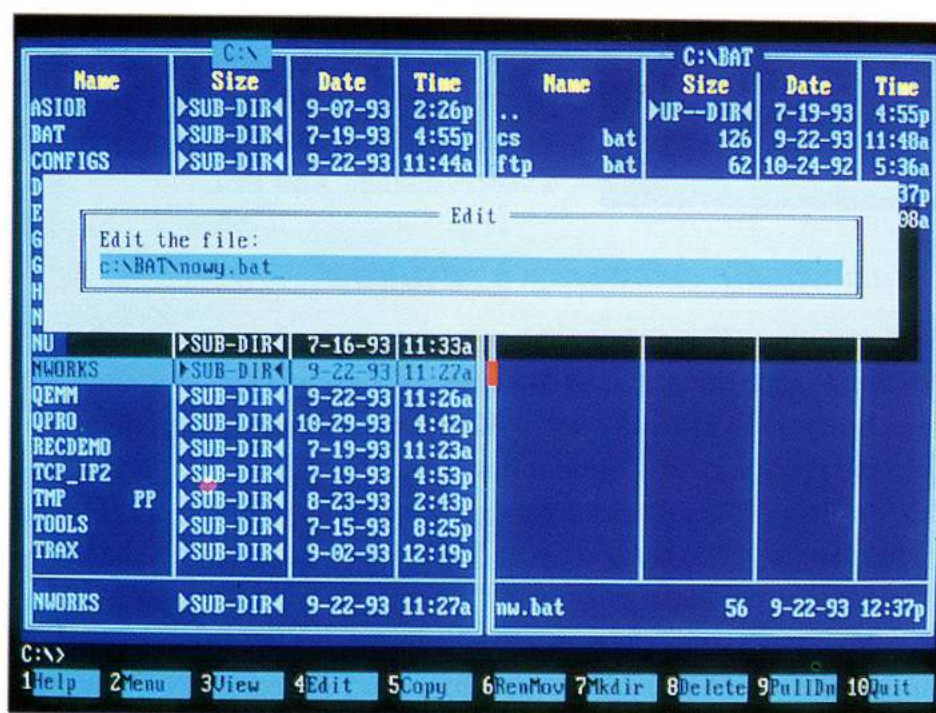 C:\
Name Size Date Time
ASIOR ►SUB-DIR◄ 9-07-93 2:26p
BAT ►SUB-DIR◄ 7-19-93 4:55p
CONFIGS ►SUB-DIR◄ 9-22-93 11:44a
D
E
G
G
H
N
NU ►SUB-DIR◄ 7-16-93 11:33a
NWORKS ►SUB-DIR◄ 9-22-93 11:27a
QEMM ►SUB-DIR◄ 9-22-93 11:26a
QPRO ►SUB-DIR◄ 10-29-93 4:42p
RECDEMO ►SUB-DIR◄ 7-19-93 11:23a
TCP_IP2 ►SUB-DIR◄ 7-19-93 4:53p
TMP PP ►SUB-DIR◄ 8-23-93 2:43p
TOOLS ►SUB-DIR◄ 7-15-93 8:25p
TRAX ►SUB-DIR◄ 9-02-93 12:19p
NWORKS ►SUB-DIR◄ 9-22-93 11:27a
C:\BAT
Name Size Date Time
.. ►UP--DIR◄ 7-19-93 4:55p
cs bat 126 9-22-93 11:48a
ftp bat 62 10-24-92 5:36a
37p
08a
nw.bat 56 9-22-93 12:37p
Edit
Edit the file:
c:\BAT\nowy.bat_
C:\>
1Help 2Menu 3View 4Edit 5Copy 6RenMov 7Mkdir 8Delete 9PullDn 10Quit